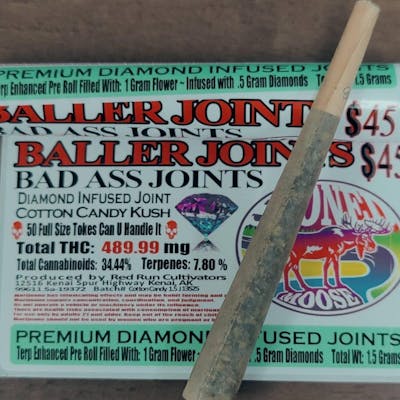 PREMIUM DIAMOND INFUSED JOINTS
Terp Enhanced Pre Roll Filled With: 1 Gram Flower ~ Infused with .5 Gram Diamonds Total 1.5 Grams
BALLER JOINT $45
BAD ASS JOINTS
BALLER JOINTS $45
BAD ASS JOINTS
DIAMOND INFUSED JOINT
COTTON CANDY KUSH
50 Full Size Tokes Can U Handle It
Total THC: 489.99 mg
Total Cannabinoids: 34.44% Terpenes: 7.80 %
Produced by Red Run Cultivators
12516 Kenai Spur Highway Kenai, AK
99611
MOOSE
PREMIUM DIAMOND INFUSED JOINTS
Terp Enhanced Pre Roll Filled With: 1 Gram Flower .5 Gram Diamonds Total Wt: 1.5 Grams